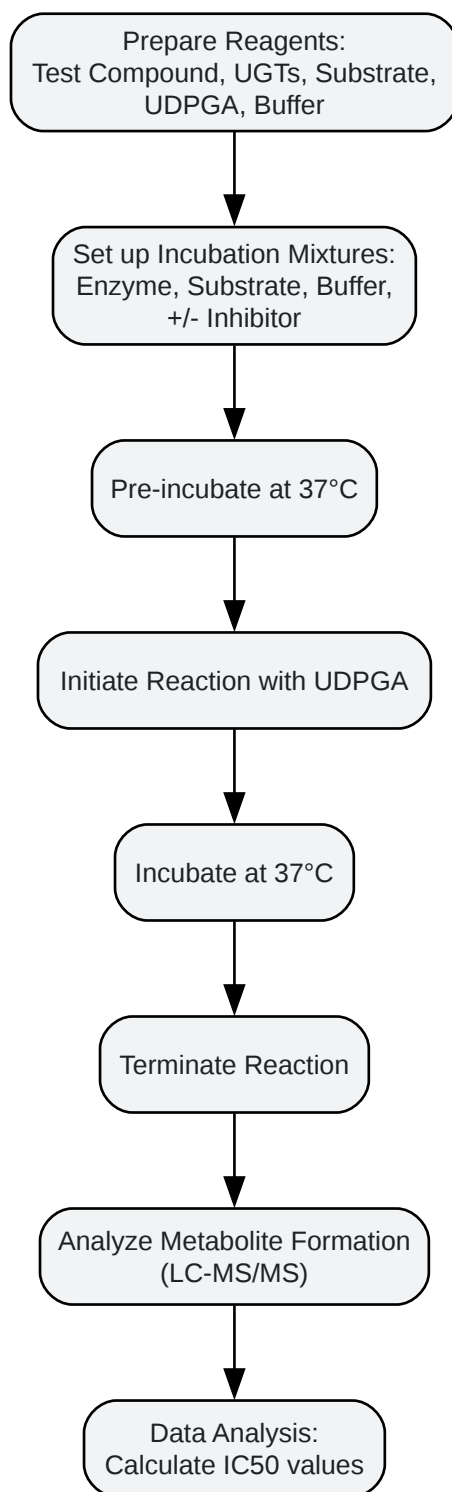 Prepare Reagents:
Test Compound, UGTs, Substrate,
UDPGA, Buffer
Set up Incubation Mixtures:
Enzyme, Substrate, Buffer,
+/- Inhibitor
Pre-incubate at 37°C
Initiate Reaction with UDPGA
Incubate at 37°C
Terminate Reaction
Analyze Metabolite Formation
(LC-MS/MS)
Data Analysis:
Calculate IC50 values